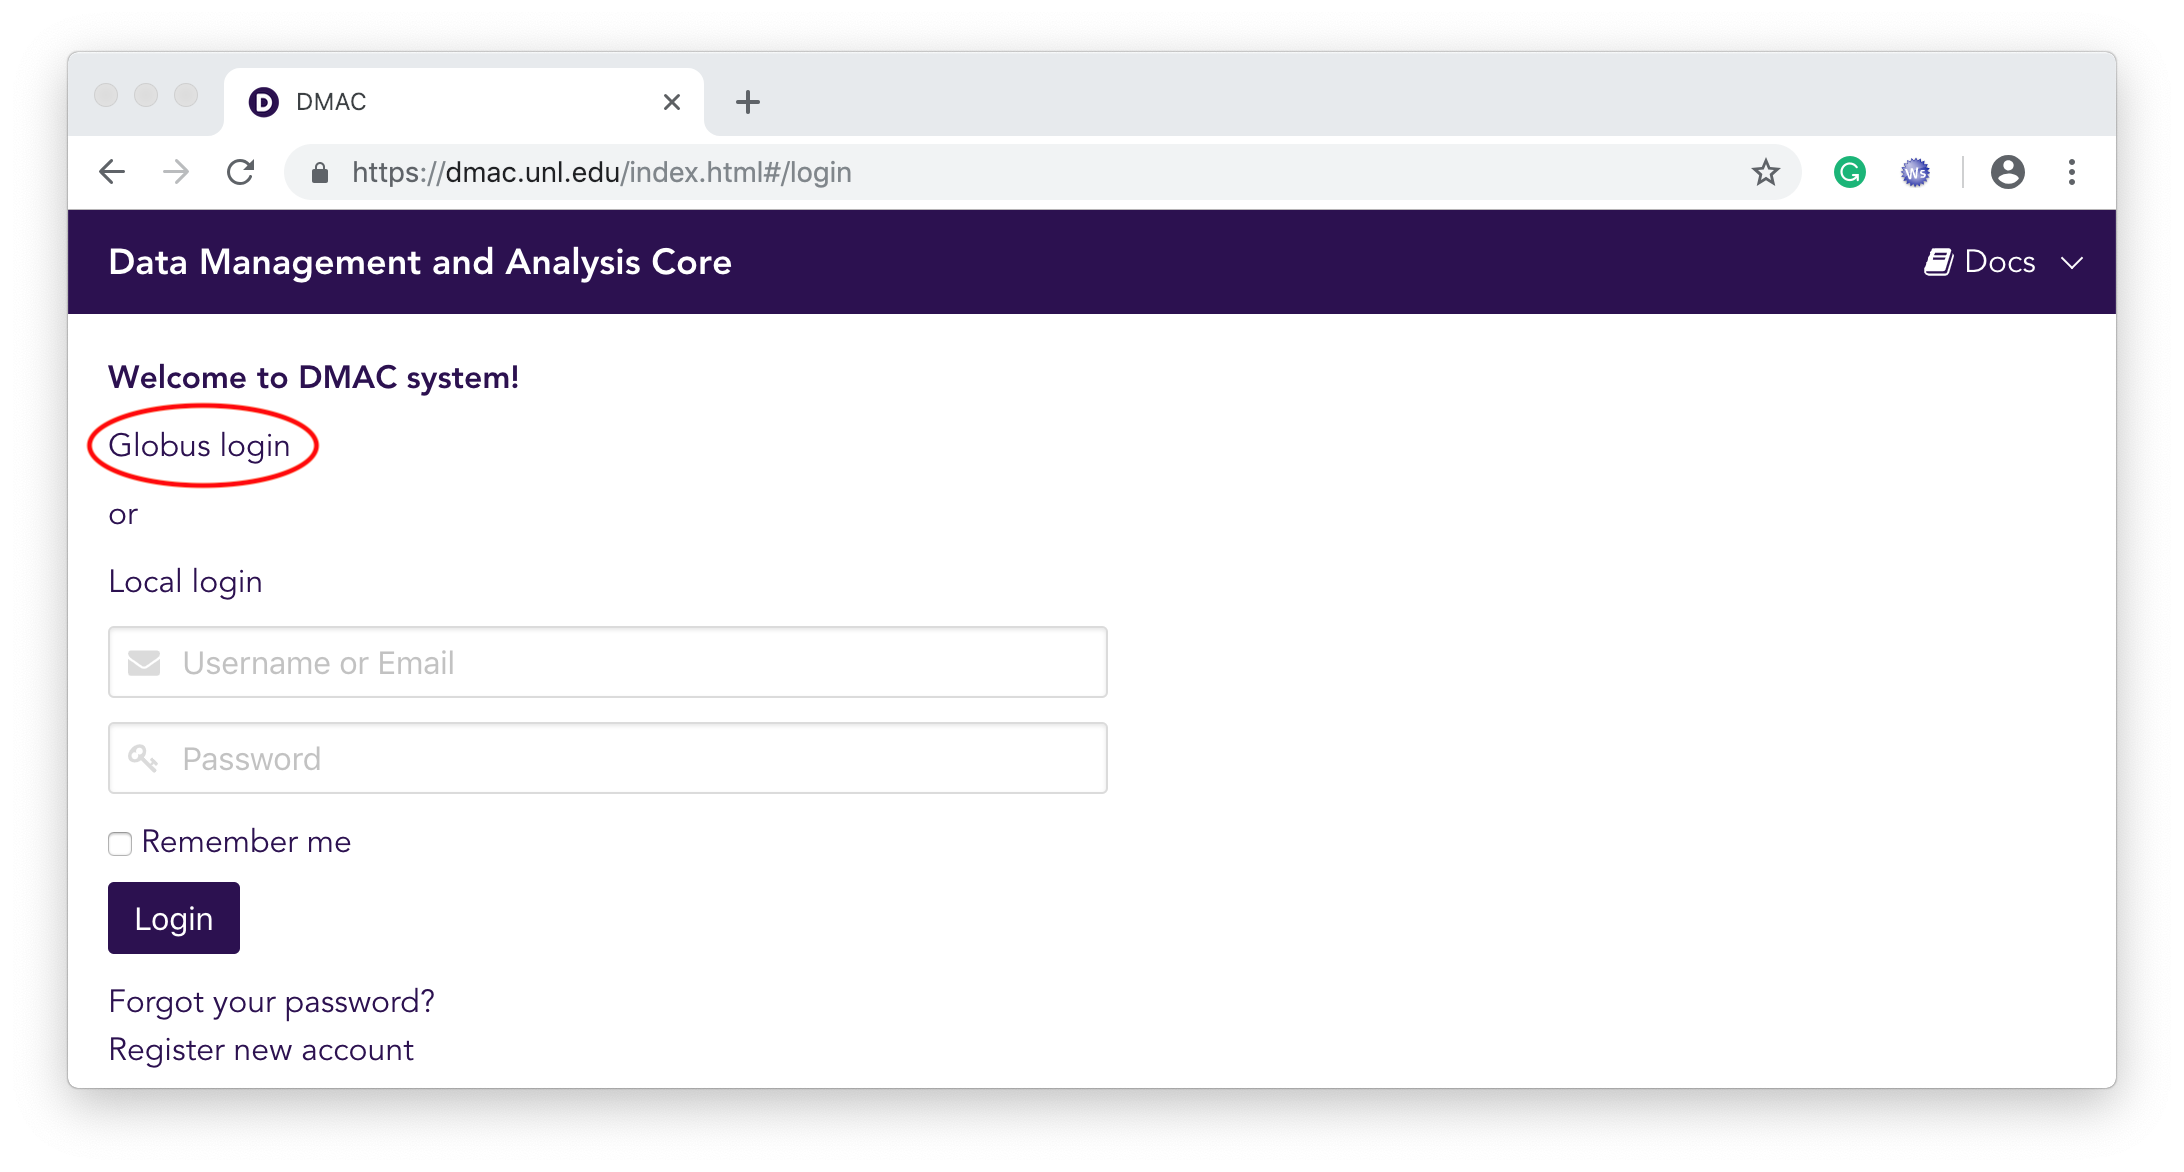 D DMAC
https://dmac.unl.edu/index.html#/login
G
Ws
Data Management and Analysis Core
Docs
Welcome to DMAC system!
Globus login
or
Local login
Username or Email
Password
Remember me
Login
Forgot your password?
Register new account